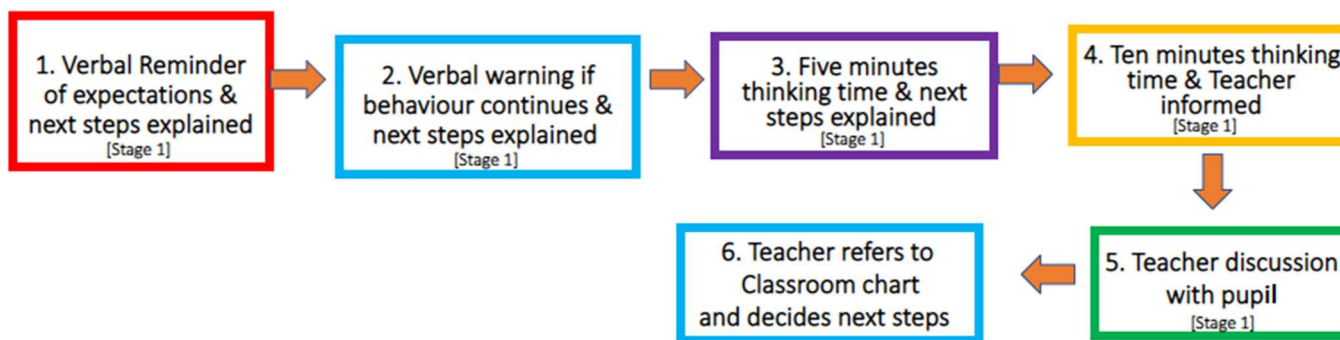 1. Verbal Reminder
of expectations &
next steps explained
[Stage 1]
2. Verbal warning if
behaviour continues &
next steps explained
[Stage 1]
3. Five minutes
thinking time & next
steps explained
[Stage 1]
4. Ten minutes thinking
time & Teacher
informed
[Stage 1]
5. Teacher discussion
with pupil
[Stage 1]
6. Teacher refers to
Classroom chart
and decides next steps